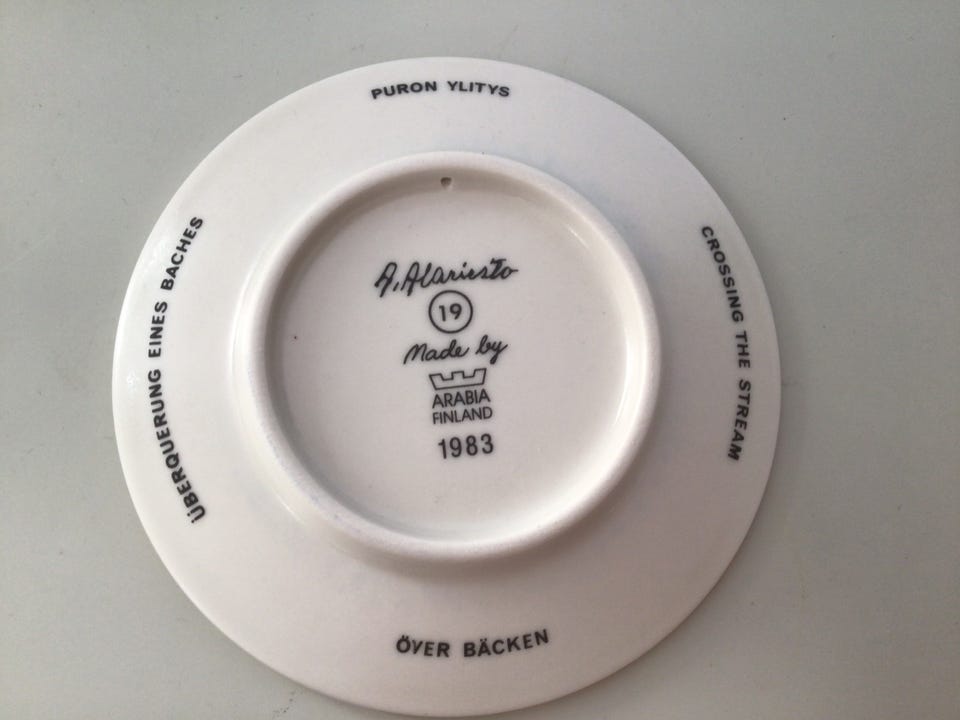 PURON YLITYS
CROSSING THE STREAM
ÖVER BÄCKEN
ÜBERQUERUNG EINES BACHES
A. Alariesto
19
Made by
ARABIA
FINLAND
1983